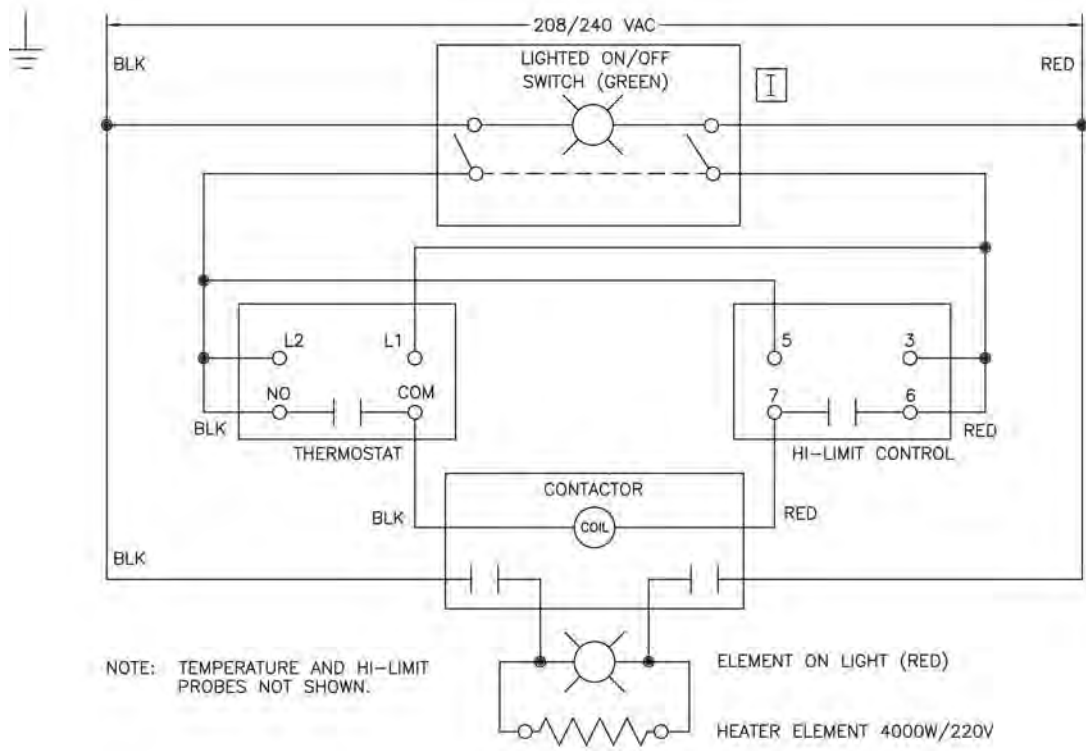 208/240 VAC
BLK
RED
LIGHTED ON/OFF
SWITCH (GREEN)
I
L2
L1
NO
COM
BLK
THERMOSTAT
5
3
7
6
RED
HI-LIMIT CONTROL
CONTACTOR
BLK
COIL
RED
BLK
NOTE: TEMPERATURE AND HI-LIMIT
PROBES NOT SHOWN.
ELEMENT ON LIGHT (RED)
HEATER ELEMENT 4000W/220V